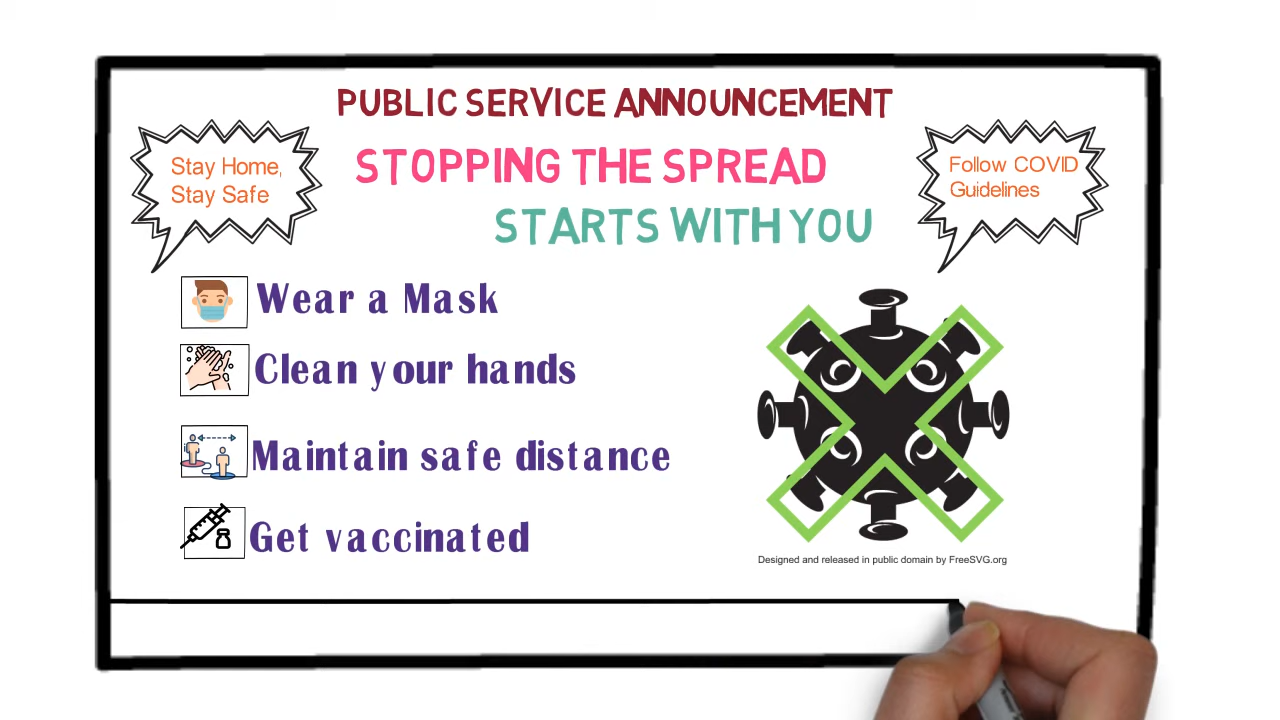 PUBLIC SERVICE ANNOUNCEMENT
STOPPING THE SPREAD
STARTS WITH YOU
Stay Home,
Stay Safe
Follow COVID
Guidelines
Wear a Mask
Clean your hands
Maintain safe distance
Get vaccinated
Designed and released in public domain by FreeSVG.org